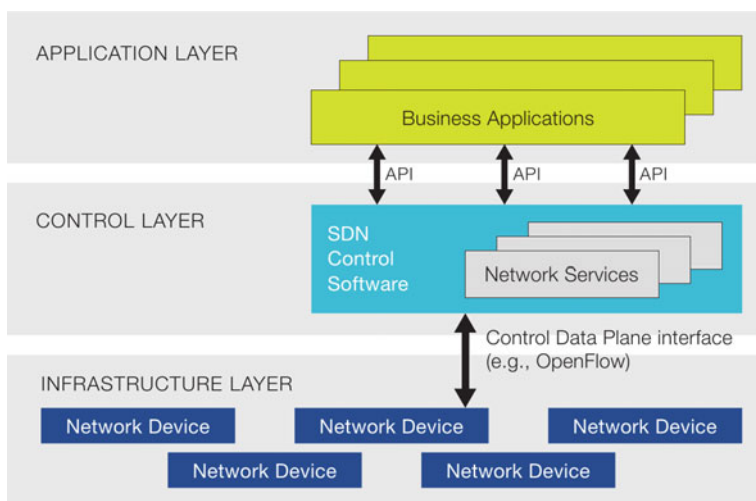 APPLICATION LAYER
Business Applications
API
API
API
CONTROL LAYER
SDN
Control
Software
Network Services
Control Data Plane interface
(e.g., OpenFlow)
INFRASTRUCTURE LAYER
Network Device
Network Device
Network Device
Network Device
Network Device